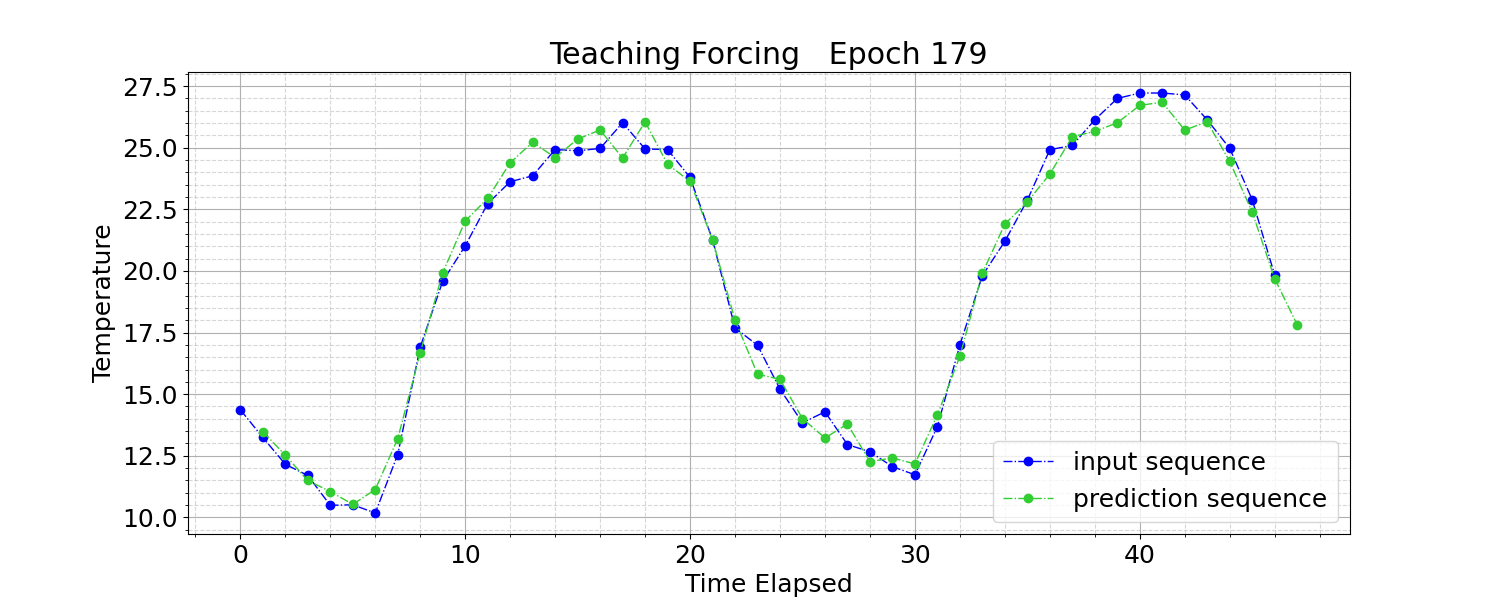 Teaching Forcing   Epoch 179
27.5
25.0
22.5
20.0
17.5
15.0
12.5
10.0
Temperature
0 10 20 30 40
Time Elapsed
input sequence
prediction sequence